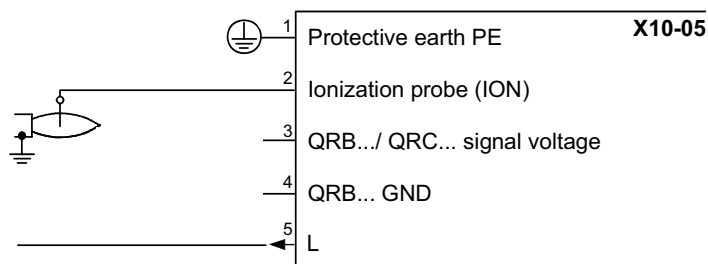 X10-05
1 Protective earth PE
2 Ionization probe (ION)
3 QRB.../ QRC... signal voltage
4 QRB... GND
5 L